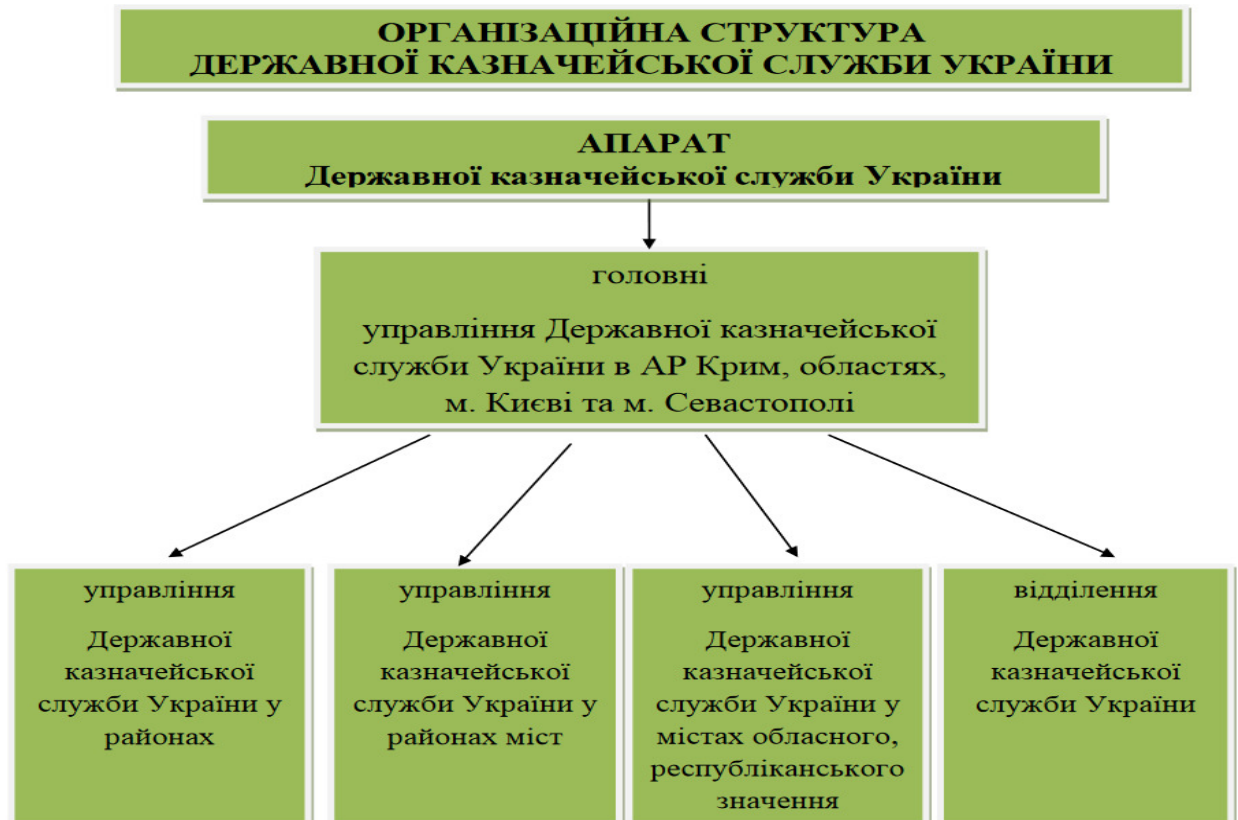 ОРГАНІЗАЦІЙНА СТРУКТУРА
ДЕРЖАВНОЇ КАЗНАЧЕЙСЬКОЇ СЛУЖБИ УКРАЇНИ
АПАРАТ
Державної казначейської служби України
головні
управління Державної казначейської
служби України в АР Крим, областях,
м. Києві та м. Севастополі
управління
Державної
казначейської
служби України у
районах
управління
Державної
казначейської
служби України у
районах міст
управління
Державної
казначейської
служби України у
містах обласного,
республіканського
значення
відділення
Державної
казначейської
служби України